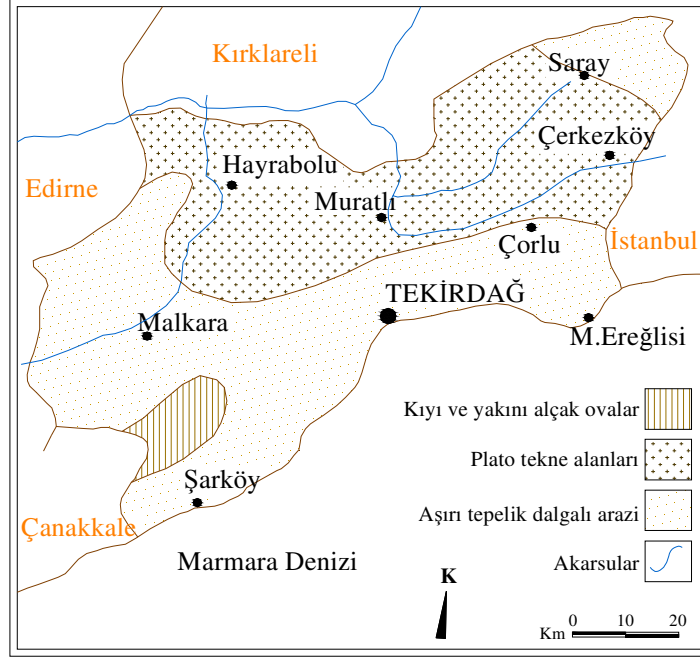 Kırklareli
Saray
Çerkezköy
Hayrabolu
Edirne
Muratlı
Çorlu
İstanbul
TEKİRDAĞ
Malkara
M.Ereğlisi
Kıyı ve yakını alçak ovalar
Plato tekne alanları
Şarköy
Aşırı tepelik dalgalı arazi
Çanakkale
Marmara Denizi
Akarsular
K
0 10 20
Km